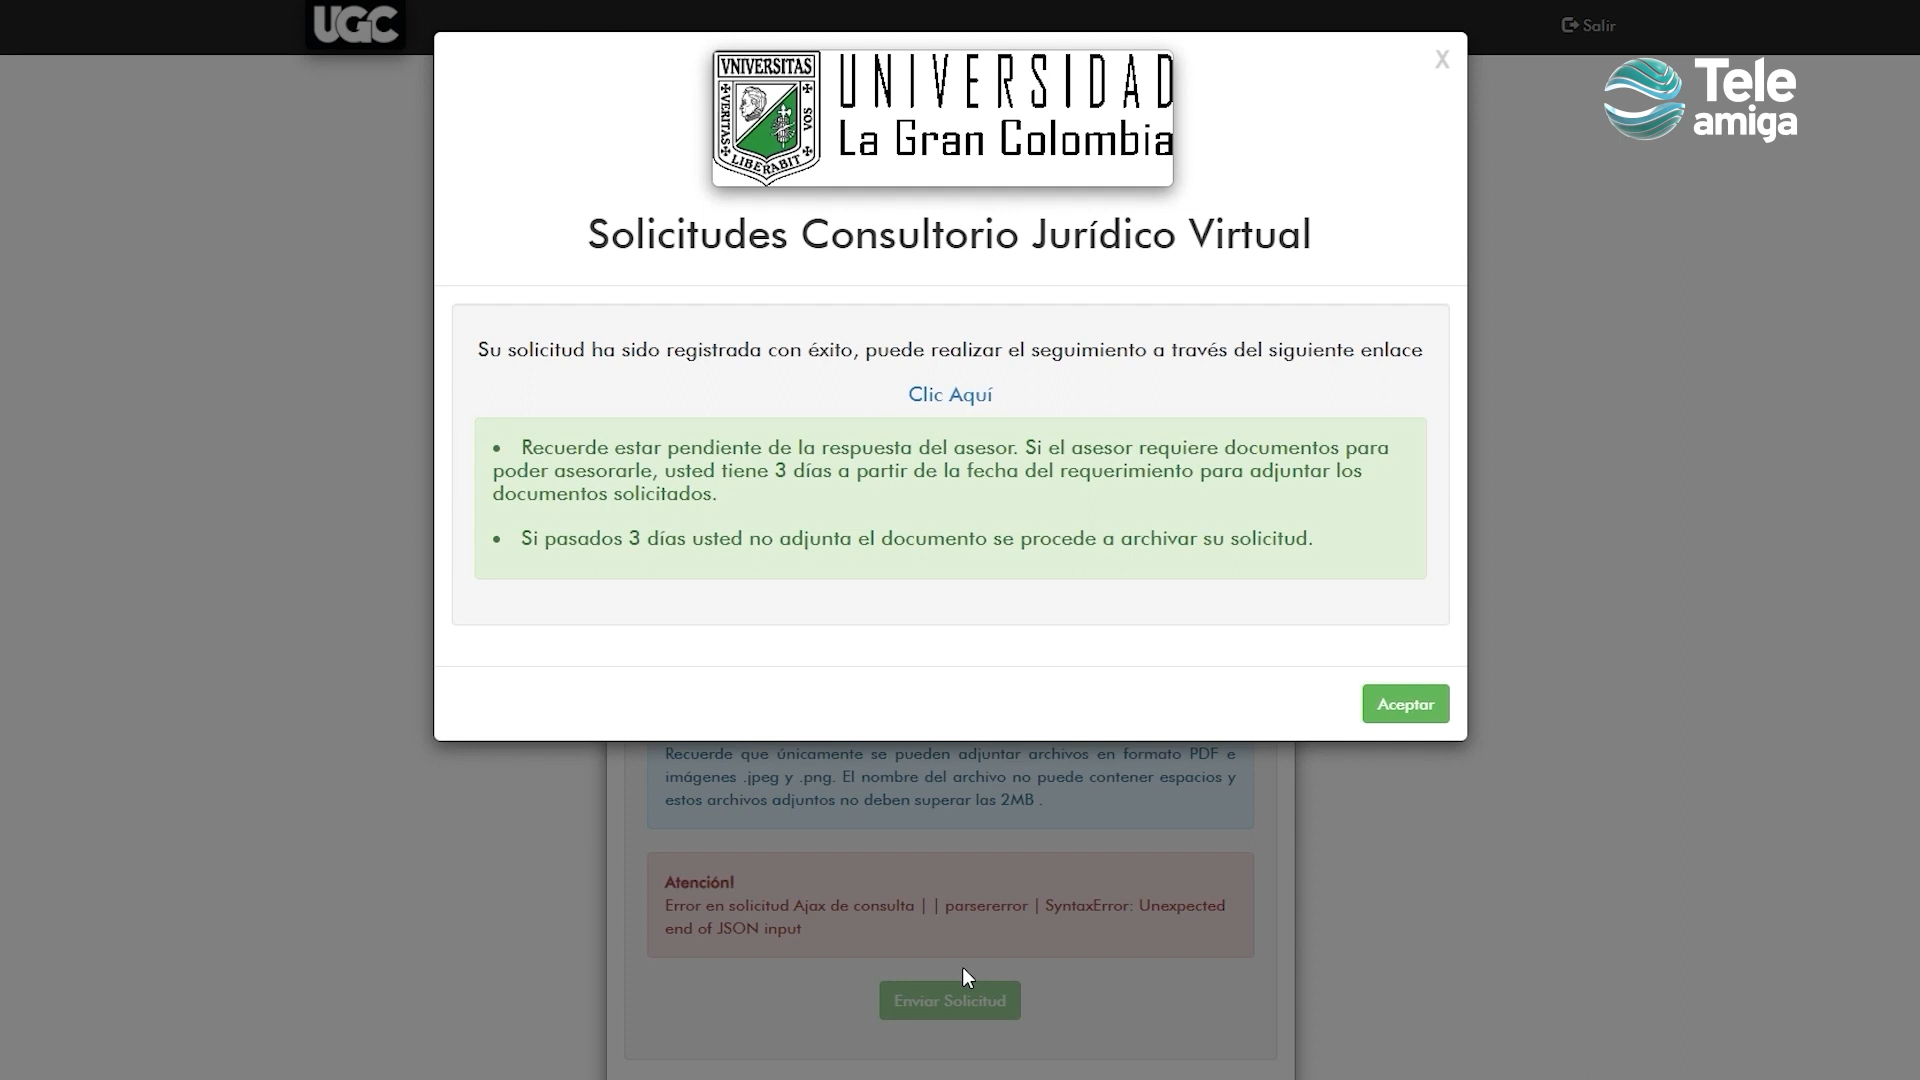 UGC
Salir
X
VNIVERSITAS
VERITAS
VOS
LIBERABIT
UNIVERSIDAD
La Gran Colombia
Tele
amiga
Solicitudes Consultorio Jurídico Virtual
Su solicitud ha sido registrada con éxito, puede realizar el seguimiento a través del siguiente enlace
Clic Aquí
• Recuerde estar pendiente de la respuesta del asesor. Si el asesor requiere documentos para
poder asesorarle, usted tiene 3 días a partir de la fecha del requerimiento para adjuntar los
documentos solicitados.
• Si pasados 3 días usted no adjunta el documento se procede a archivar su solicitud.
Aceptar
Recuerde que únicamente se pueden adjuntar archivos en formato PDF e
imágenes .jpeg y .png. El nombre del archivo no puede contener espacios y
estos archivos adjuntos no deben superar las 2MB .
Atención!
Error en solicitud Ajax de consulta | | parsererror | SyntaxError: Unexpected
end of JSON input
Enviar Solicitud